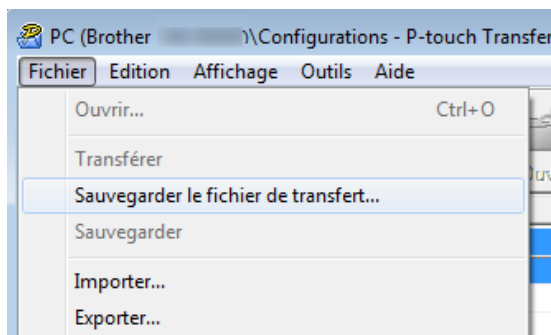 PC (Brother \Configurations - P-touch Transfer
Fichier Edition Affichage Outils Aide
Ouvrir... Ctrl+O
Transférer
Sauvegarder le fichier de transfert...
Sauvegarder
Importer...
Exporter...